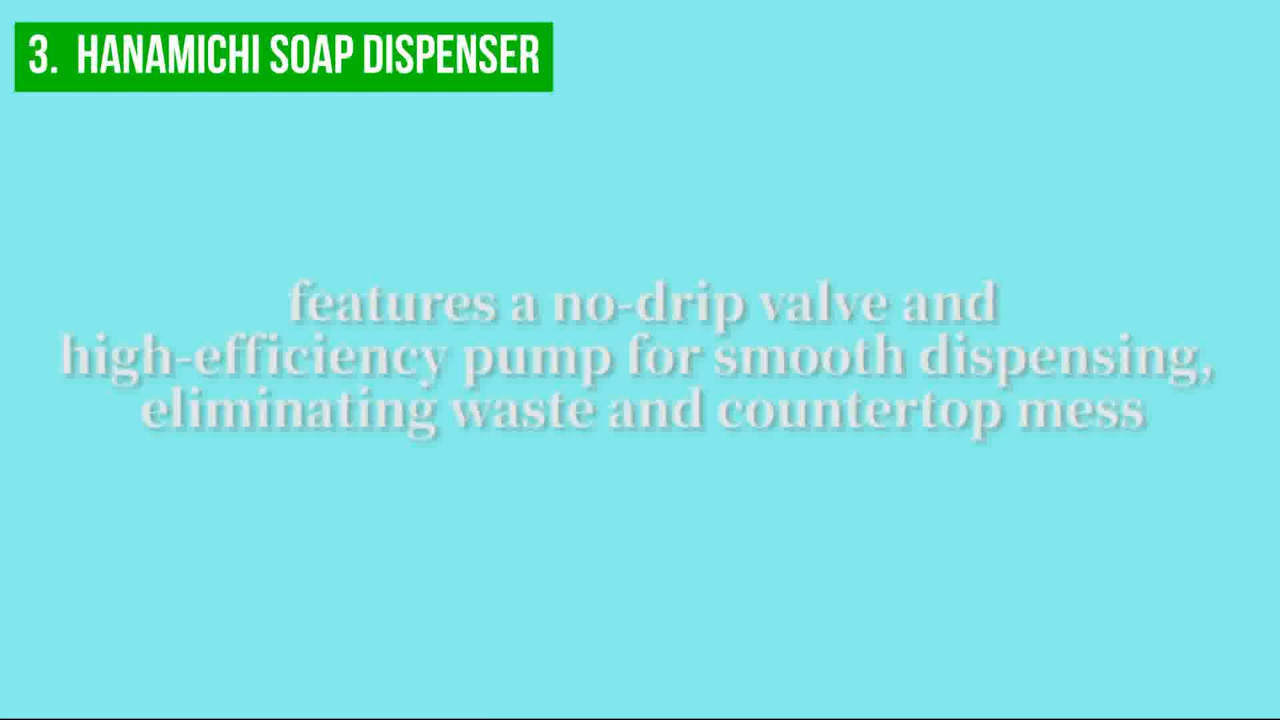 3. HANAMICHI SOAP DISPENSER
features a no-drip valve and
high-efficiency pump for smooth dispensing,
eliminating waste and countertop mess